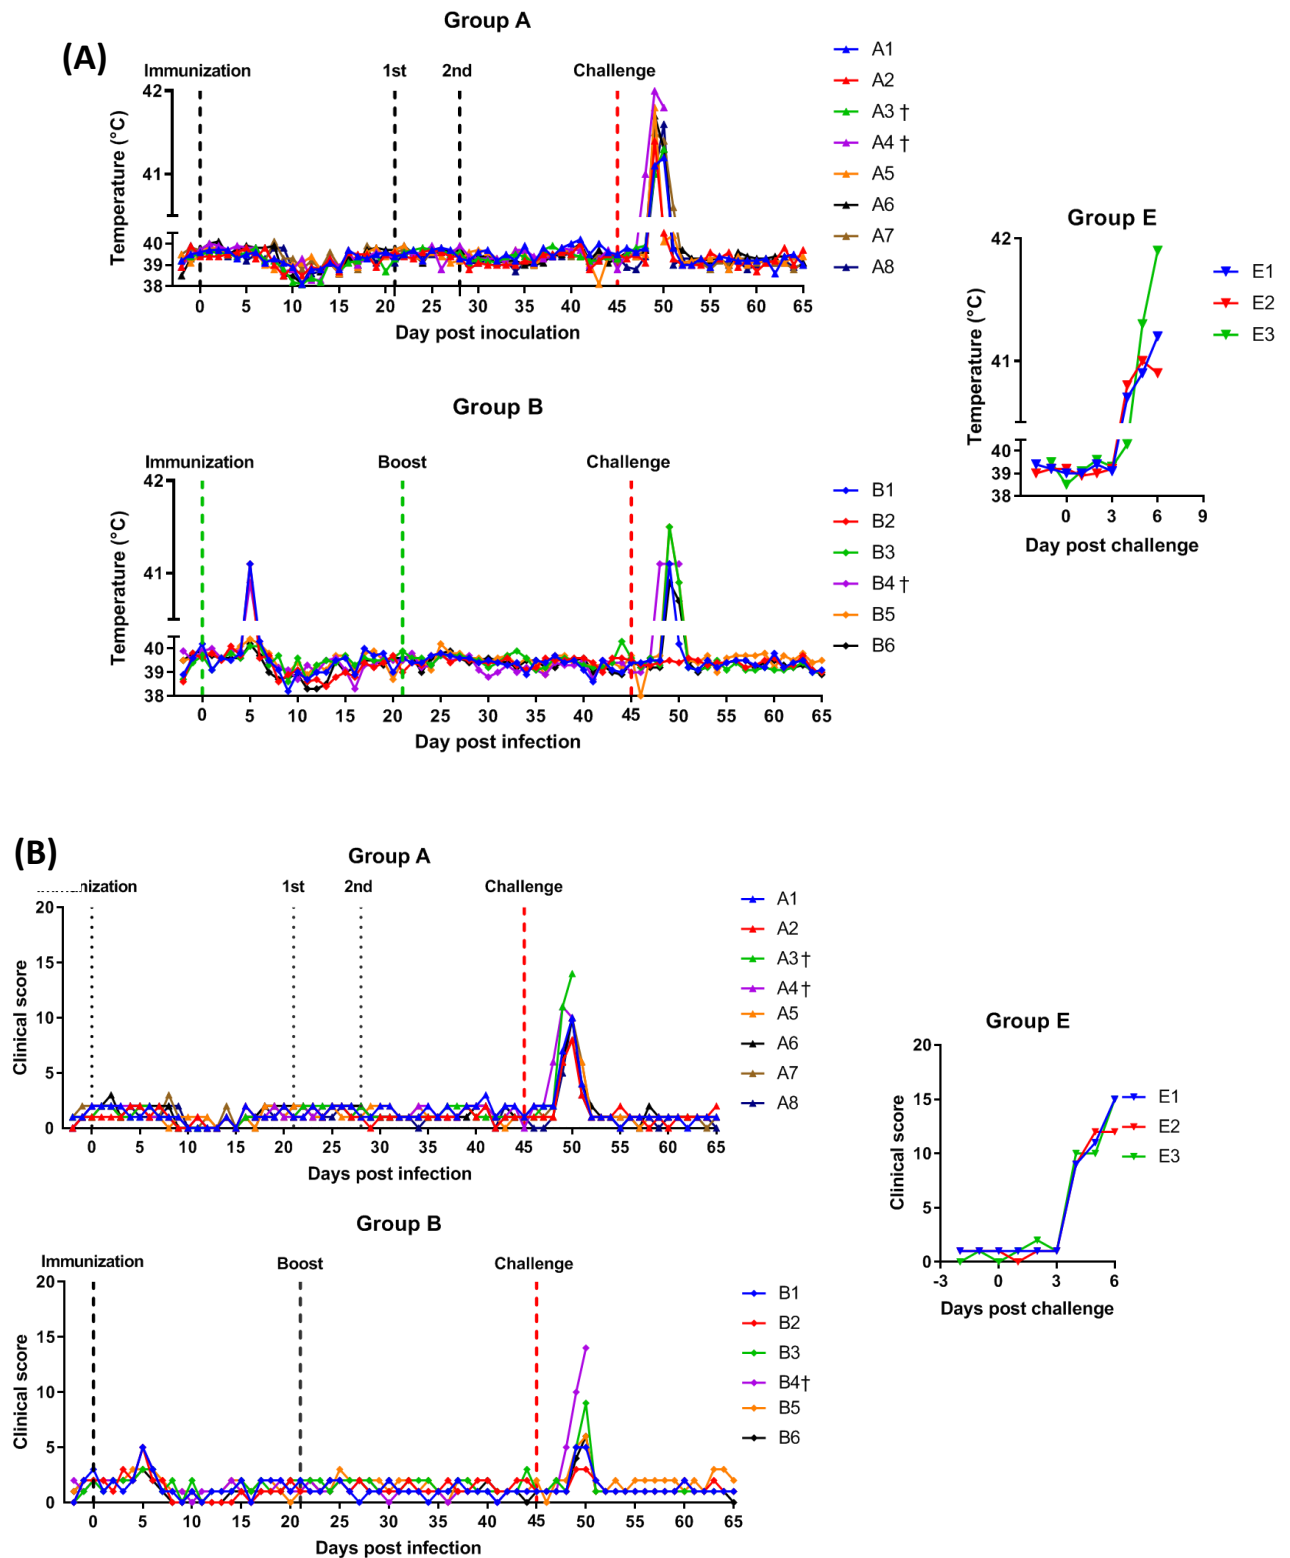 Group A
(A)
Immunization 1st 2nd Challenge
Temperature (°C)
42
41
40
39
38
0 5 10 15 20 25 30 35 40 45 50 55 60 65
Day post inoculation
A1
A2
A3 †
A4 †
A5
A6
A7
A8
Group E
Temperature (°C)
42
41
40
39
38
0 3 6 9
Day post challenge
E1
E2
E3
Group B
Immunization Boost Challenge
Temperature (°C)
42
41
40
39
38
0 5 10 15 20 25 30 35 40 45 50 55 60 65
Day post infection
B1
B2
B3
B4 †
B5
B6
(B)
Group A
nization 1st 2nd Challenge
Clinical score
20
15
10
5
0
0 5 10 15 20 25 30 35 40 45 50 55 60 65
Days post infection
A1
A2
A3 †
A4 †
A5
A6
A7
A8
Group E
Clinical score
20
15
10
5
0
-3 0 3 6
Days post challenge
E1
E2
E3
Group B
Immunization Boost Challenge
Clinical score
20
15
10
5
0
0 5 10 15 20 25 30 35 40 45 50 55 60 65
Days post infection
B1
B2
B3
B4 †
B5
B6